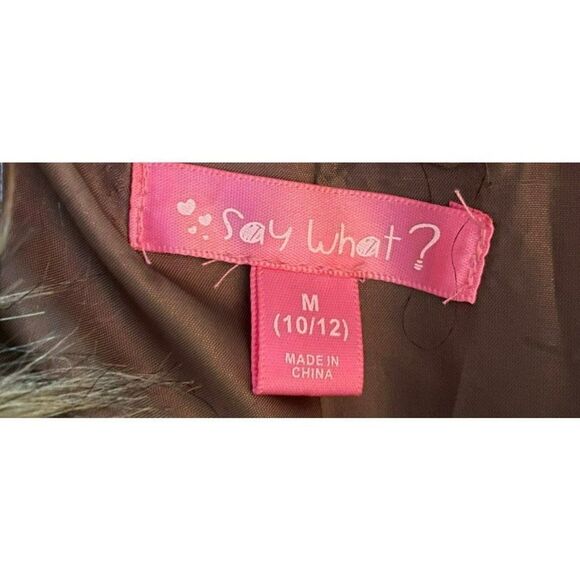 Say What?
M
(10/12)
MADE IN
CHINA